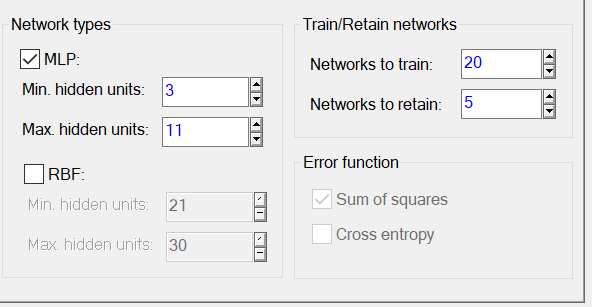 Network types
MLP:
Min. hidden units: 3
Max. hidden units: 11
RBF:
Min. hidden units: 21
Max. hidden units: 30
Train/Retain networks
Networks to train: 20
Networks to retain: 5
Error function
Sum of squares
Cross entropy